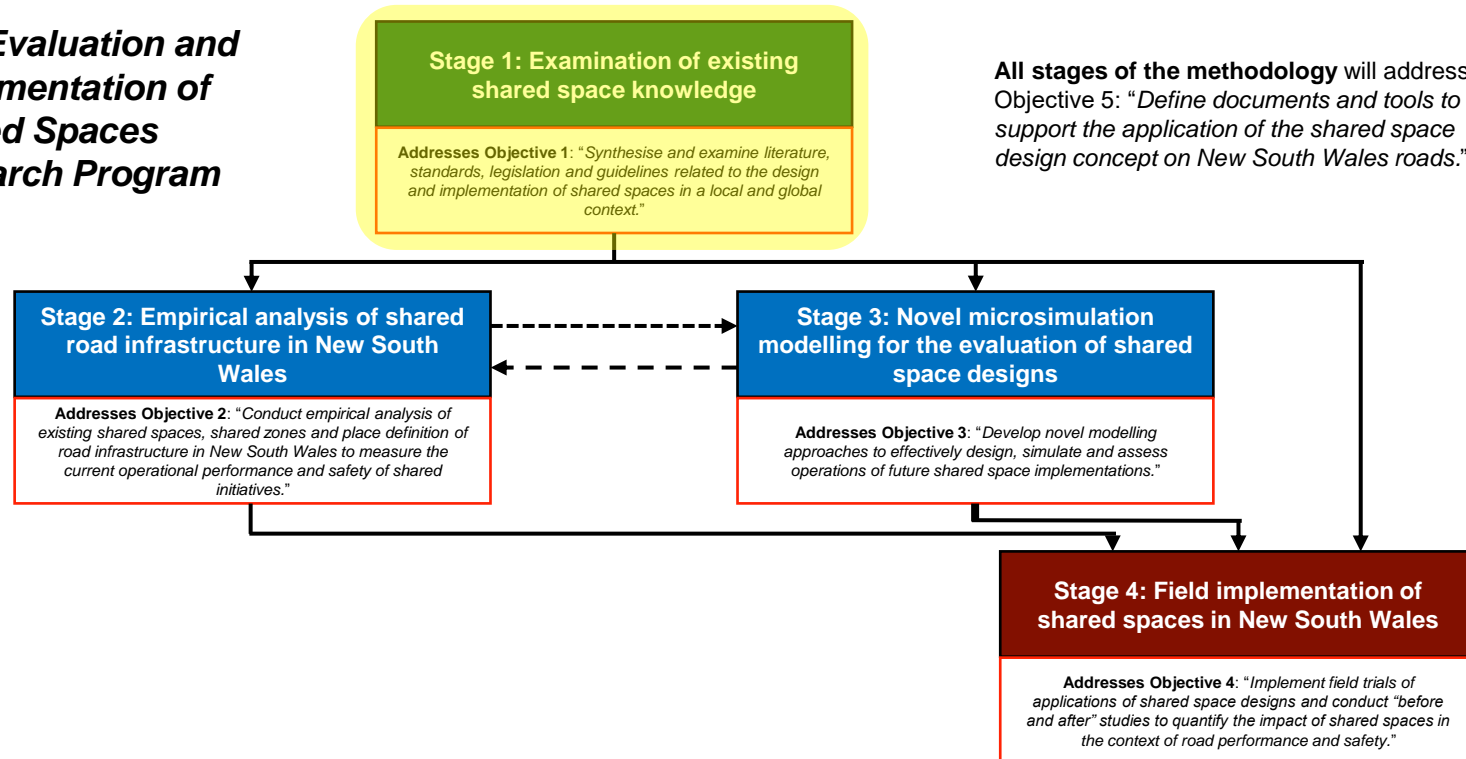 Evaluation and
mentation of
ed Spaces
arch Program
Stage 1: Examination of existing
shared space knowledge
Addresses Objective 1: “Synthesise and examine literature,
standards, legislation and guidelines related to the design
and implementation of shared spaces in a local and global
context.”
All stages of the methodology will address
Objective 5: “Define documents and tools to
support the application of the shared space
design concept on New South Wales roads.”
Stage 2: Empirical analysis of shared
road infrastructure in New South
Wales
Addresses Objective 2: “Conduct empirical analysis of
existing shared spaces, shared zones and place definition of
road infrastructure in New South Wales to measure the
current operational performance and safety of shared
initiatives.”
Stage 3: Novel microsimulation
modelling for the evaluation of shared
space designs
Addresses Objective 3: “Develop novel modelling
approaches to effectively design, simulate and assess
operations of future shared space implementations.”
Stage 4: Field implementation of
shared spaces in New South Wales
Addresses Objective 4: “Implement field trials of
applications of shared space designs and conduct “before
and after” studies to quantify the impact of shared spaces in
the context of road performance and safety.”